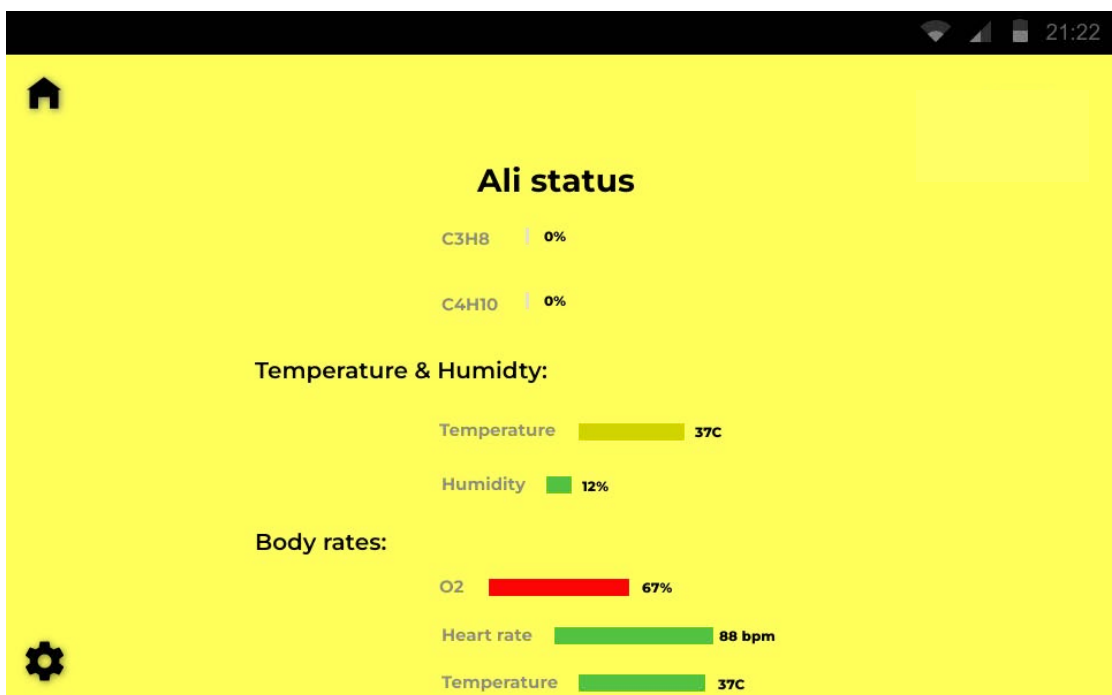 21:22
Ali status
C3H8 0%
C4H10 0%
Temperature & Humidty:
Temperature 37C
Humidity 12%
Body rates:
O2 67%
Heart rate 88 bpm
Temperature 37C